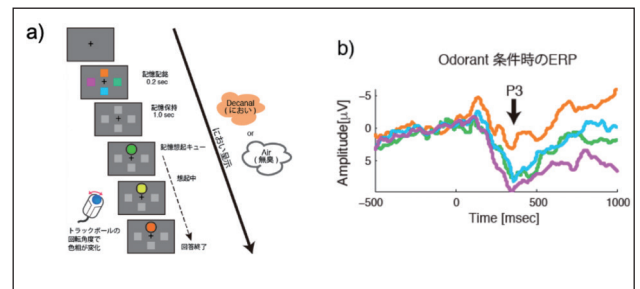 a)
記憶記銘
0.2 sec
記憶保持
1.0 sec
記憶想起キュー
想起中
回答終了
トラックボールの
回転角度で
色相が変化
におい呈示
Decanal
(におい)
or
Air
(無臭)
b)
Odorant 条件時のERP
P3
Amplitude[μV]
-5
0
5
-500
0
500
1000
Time [msec]